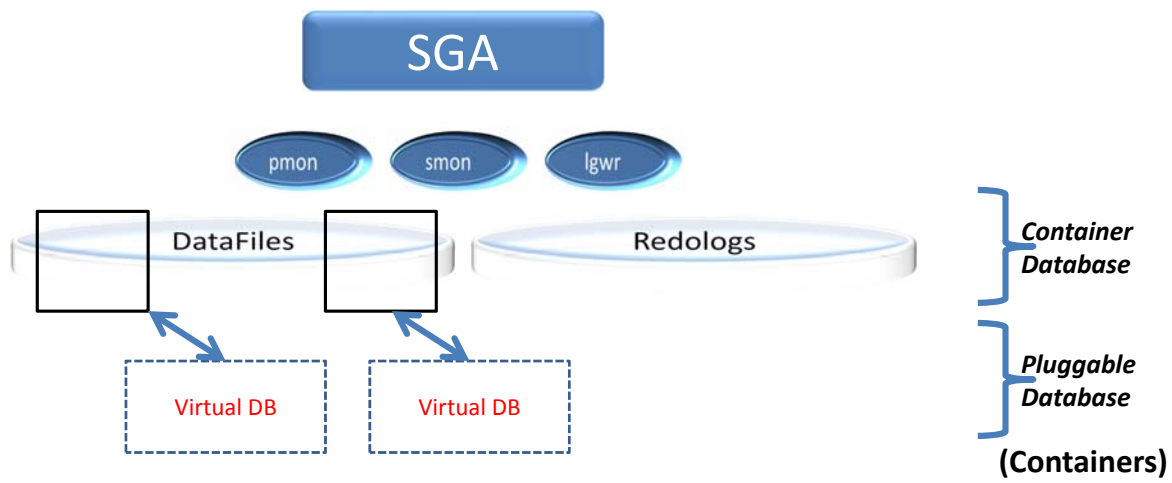 SGA
pmon
smon
lgwr
DataFiles
Redologs
Container
Database
Virtual DB
Virtual DB
Pluggable
Database
(Containers)